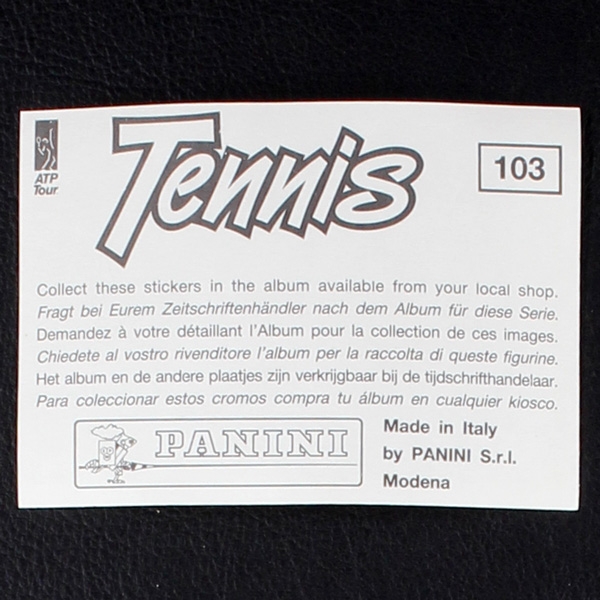 ATP
Tour
Tennis
103
Collect these stickers in the album available from your local shop.
Fragt bei Eurem Zeitschriftenhändler nach dem Album für diese Serie.
Demandez à votre détaillant l'Album pour la collection de ces images.
Chiedete al vostro rivenditore l'album per la raccolta di queste figurine.
Het album en de andere plaatjes zijn verkrijgbaar bij de tijdschrifthandelaar.
Para coleccionar estos cromos compra tu álbum en cualquier kiosco.
PANINI
Made in Italy
by PANINI S.r.l.
Modena